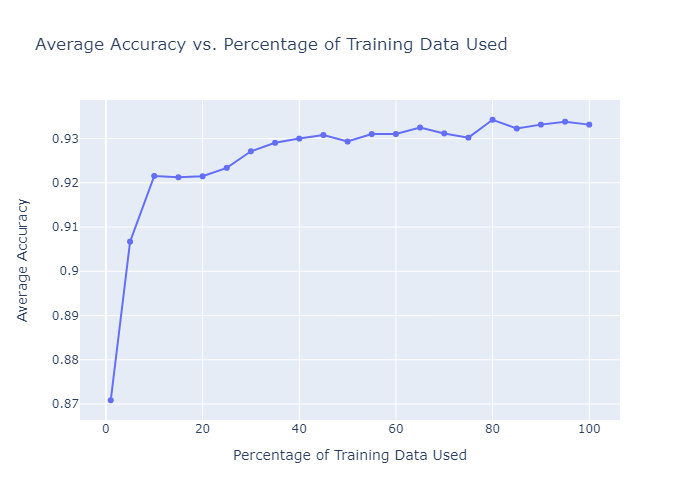 Average Accuracy vs. Percentage of Training Data Used
0.93
0.92
0.91
0.9
0.89
0.88
0.87
Average Accuracy
0 20 40 60 80 100
Percentage of Training Data Used